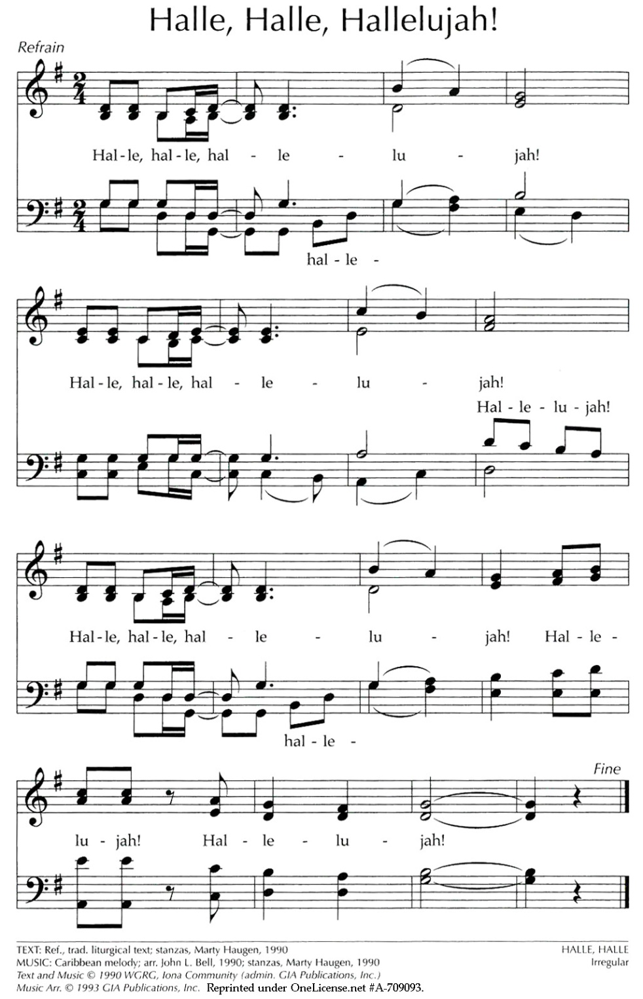 Halle, Halle, Hallelujah!
Refrain
2
4
Hal - le, hal - le, hal - le - lu - jah!
2
4
hal - le -
Hal - le, hal - le, hal - le - lu - jah!
Hal - le - lu - jah!
Hal - le, hal - le, hal - le - lu - jah! Hal - le -
hal - le -
Fine
lu - jah! Hal - le - lu - jah!
TEXT: Ref., trad. liturgical text; stanzas, Marty Haugen, 1990 HALLE, HALLE
MUSIC: Caribbean melody; arr. John L. Bell, 1990; stanzas, Marty Haugen, 1990 Irregular
Text and Music © 1990 WGRG, Iona Community (admin. GIA Publications, Inc.)
Music Arr. © 1993 GIA Publications, Inc. Reprinted under OneLicense.net #A-709093.